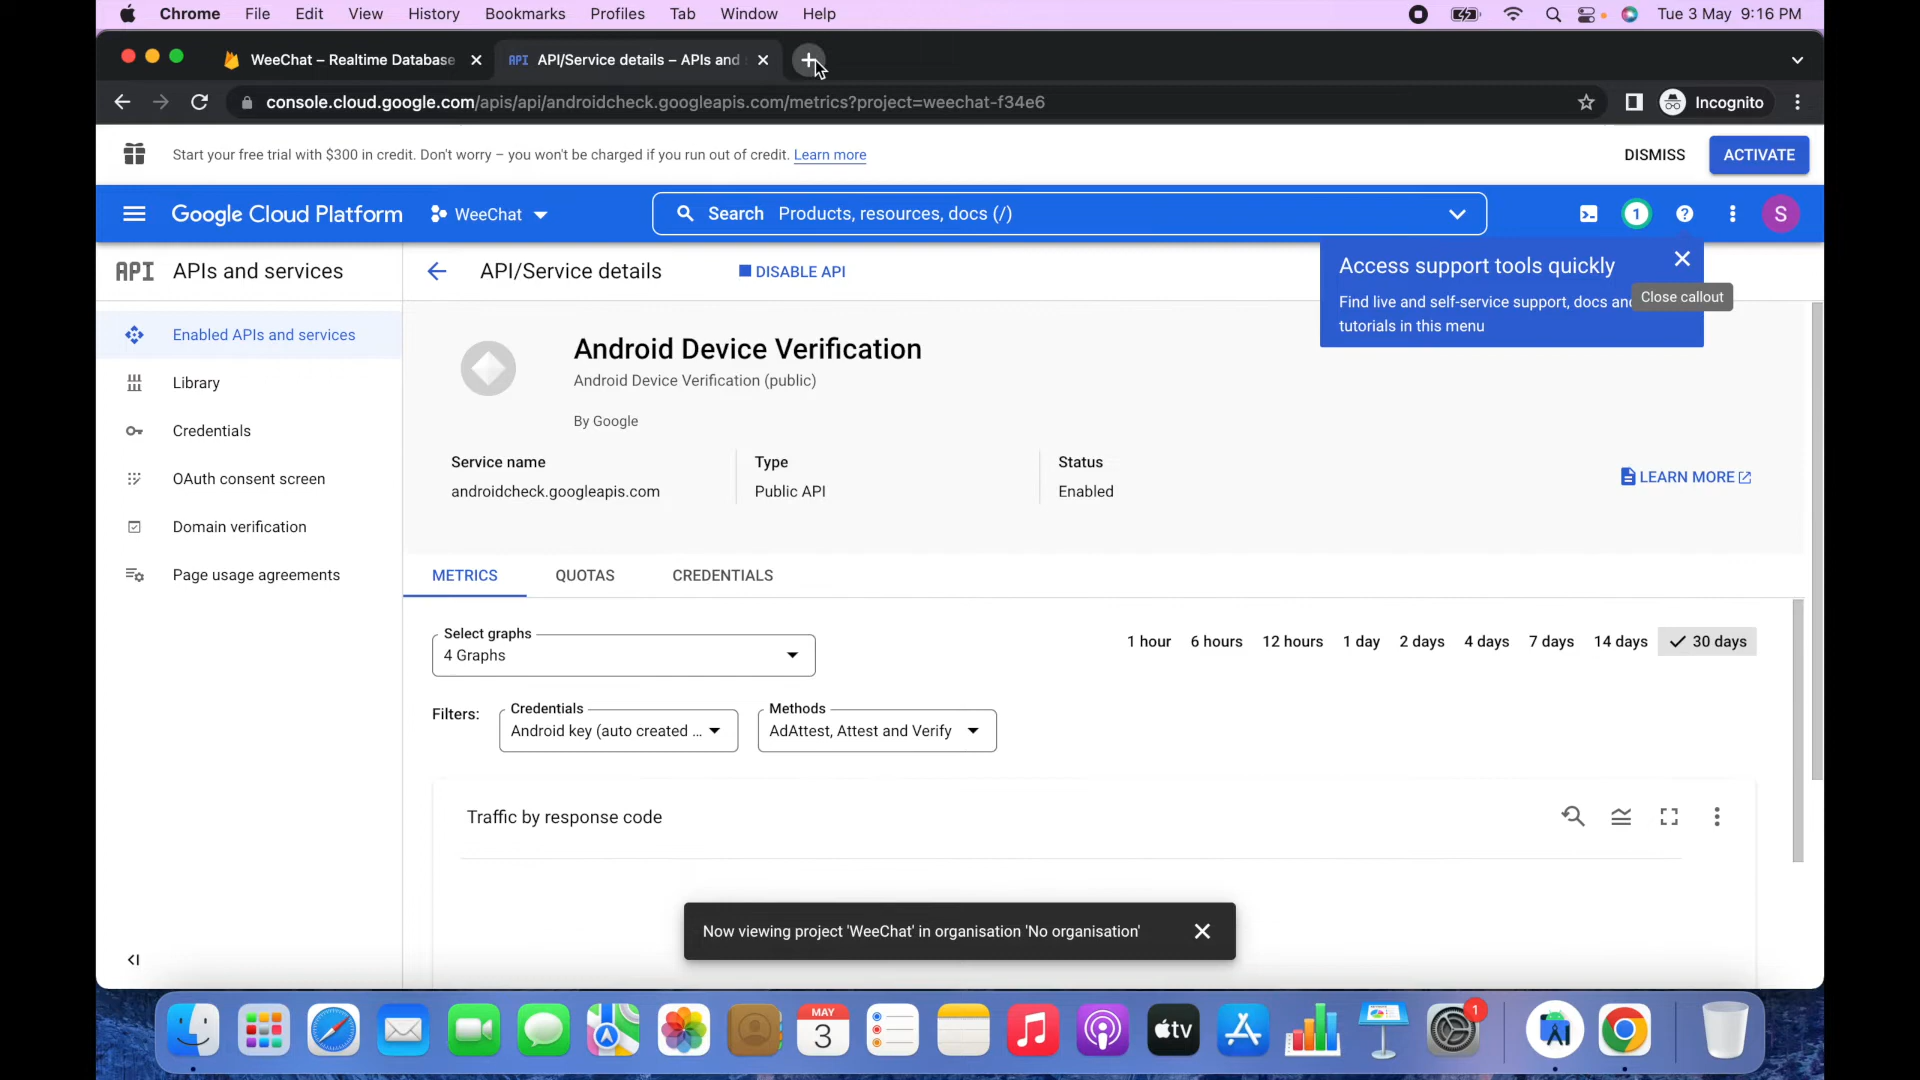 Chrome File Edit View History Bookmarks Profiles Tab Window Help Tue 3 May 9:16 PM
WeeChat – Realtime Database API API/Service details – APIs and
console.cloud.google.com/apis/api/androidcheck.googleapis.com/metrics?project=weechat-f34e6 Incognito
Start your free trial with $300 in credit. Don't worry – you won't be charged if you run out of credit. Learn more DISMISS ACTIVATE
Google Cloud Platform WeeChat Search Products, resources, docs (/) 1 S
API APIs and services
API/Service details DISABLE API
Access support tools quickly
Find live and self-service support, docs and
tutorials in this menu
Close callout
Enabled APIs and services
Library
Credentials
OAuth consent screen
Domain verification
Page usage agreements
Android Device Verification
Android Device Verification (public)
By Google
Service name Type Status
androidcheck.googleapis.com Public API Enabled
LEARN MORE
METRICS QUOTAS CREDENTIALS
Select graphs
4 Graphs
1 hour 6 hours 12 hours 1 day 2 days 4 days 7 days 14 days 30 days
Filters:
Credentials
Android key (auto created ...
Methods
AdAttest, Attest and Verify
Traffic by response code
Now viewing project 'WeeChat' in organisation 'No organisation'
MAY
3
tv
1